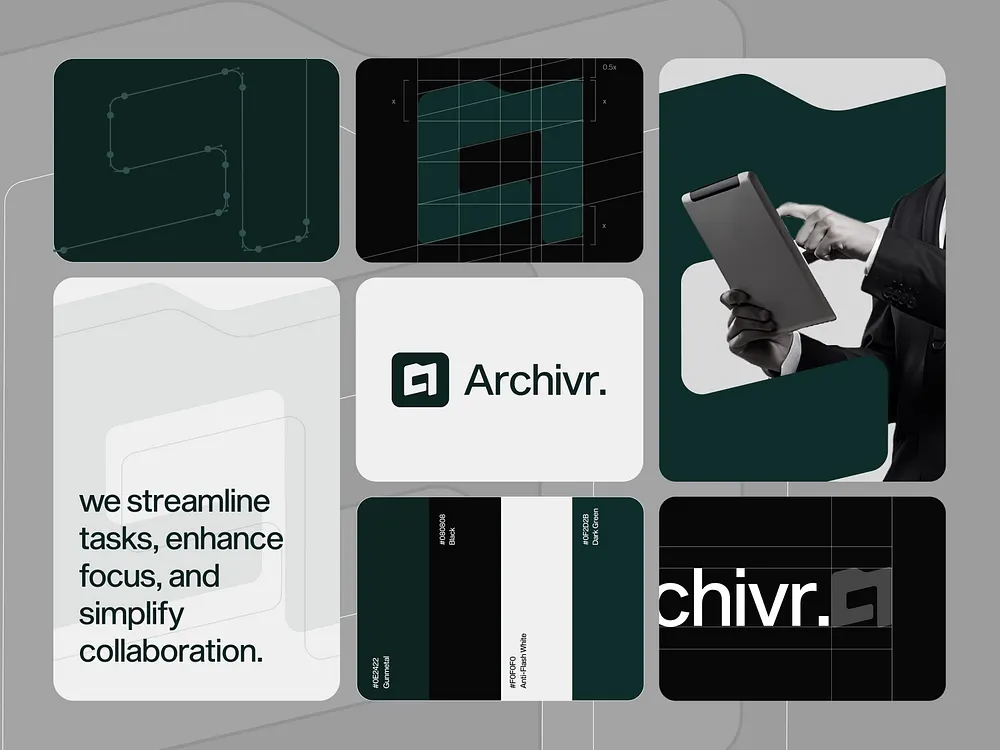 0.5x
x
x
x
Archivr.
we streamline
tasks, enhance
focus, and
simplify
collaboration.
#0E2422
Gunmetal
#080808
Black
#F0F0F0
Anti-Flash White
#0F2D2B
Dark Green
chivr.